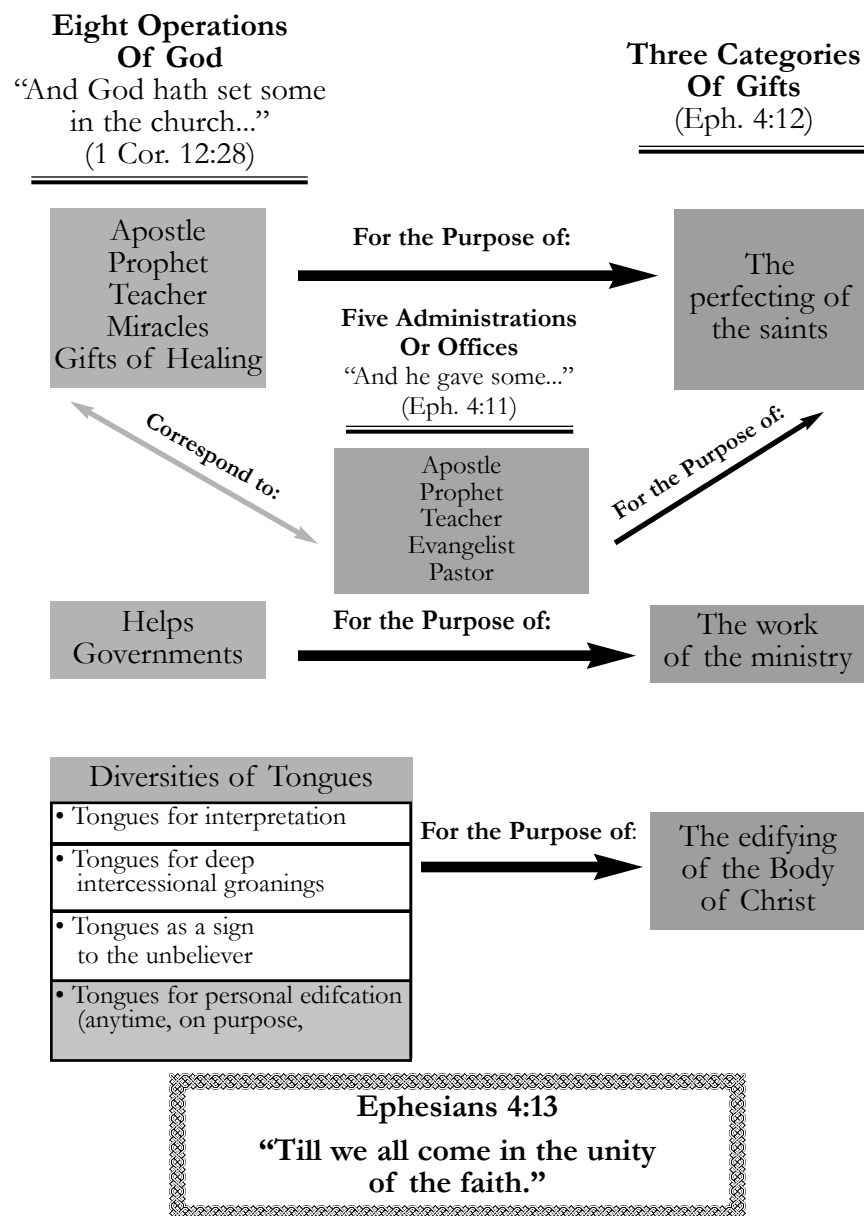 Eight Operations
Of God
“And God hath set some
in the church...”
(1 Cor. 12:28)
Three Categories
Of Gifts
(Eph. 4:12)
Apostle
Prophet
Teacher
Miracles
Gifts of Healing
For the Purpose of:
The
perfecting of
the saints
Five Administrations
Or Offices
“And he gave some...”
(Eph. 4:11)
Correspond to:
Apostle
Prophet
Teacher
Evangelist
Pastor
For the Purpose of:
Helps
Governments
For the Purpose of:
The work
of the ministry
Diversities of Tongues
• Tongues for interpretation
• Tongues for deep
intercessional groanings
• Tongues as a sign
to the unbeliever
• Tongues for personal edifcation
(anytime, on purpose,
For the Purpose of:
The edifying
of the Body
of Christ
Ephesians 4:13
“Till we all come in the unity
of the faith.”